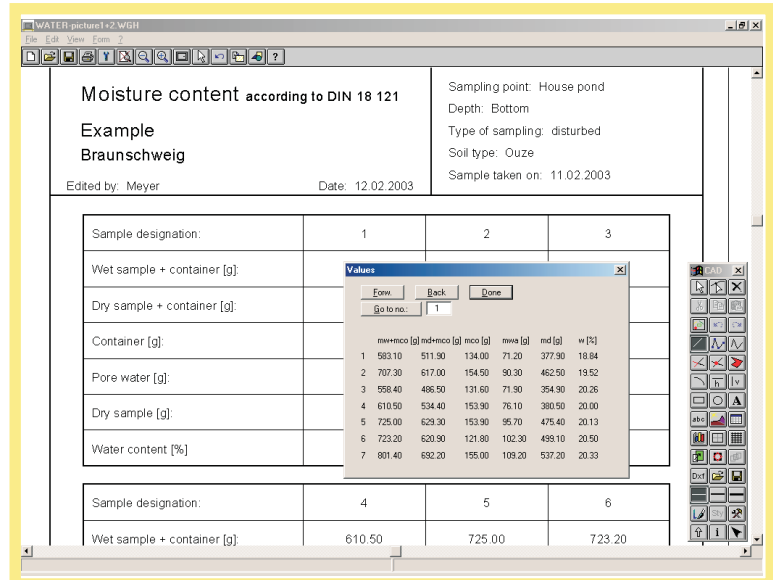 WATER-picture1+2.WGH
File Edit View Form ?
Moisture content according to DIN 18 121
Example
Braunschweig
Edited by: Meyer Date: 12.02.2003
Sampling point: House pond
Depth: Bottom
Type of sampling: disturbed
Soil type: Ouze
Sample taken on: 11.02.2003
Sample designation: 1 2 3
Wet sample + container [g]:
Dry sample + container [g]:
Container [g]:
Pore water [g]:
Dry sample [g]:
Water content [%]
Values
Forw. Back Done
Go to no.: 1
mw+mco [g] md+mco [g] mco [g] mwa [g] md [g] w [%]
1 583.10 511.90 134.00 71.20 377.90 18.84
2 707.30 617.00 154.50 90.30 462.50 19.52
3 558.40 486.50 131.60 71.90 354.90 20.26
4 610.50 534.40 153.90 76.10 380.50 20.00
5 725.00 629.30 153.90 95.70 475.40 20.13
6 723.20 620.90 121.80 102.30 499.10 20.50
7 801.40 692.20 155.00 109.20 537.20 20.33
CAD
h
A
abc
Dxf
Sty
i
Sample designation: 4 5 6
Wet sample + container [g]: 610.50 725.00 723.20